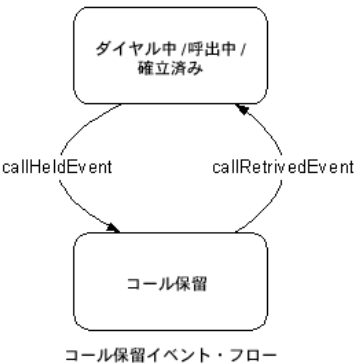 ダイヤル中 /呼出中 /
確立済み
callHeldEvent
callRetrivedEvent
コール保留
コール保留イベント・フロー